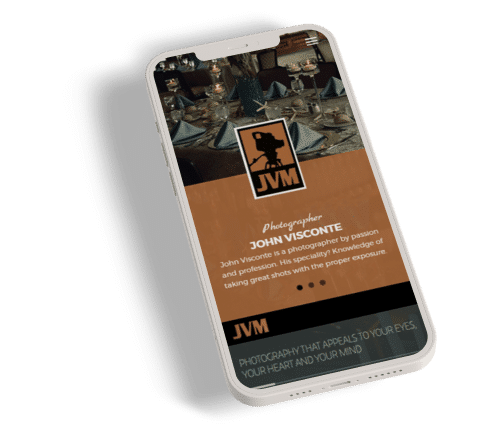 JVM
Photographer
JOHN VISCONTE
John Visconte is a photographer by passion
and profession. His speciality? Knowledge of
taking great shots with the proper exposure.
JVM
PHOTOGRAPHY THAT APPEALS TO YOUR EYES,
YOUR HEART AND YOUR MIND